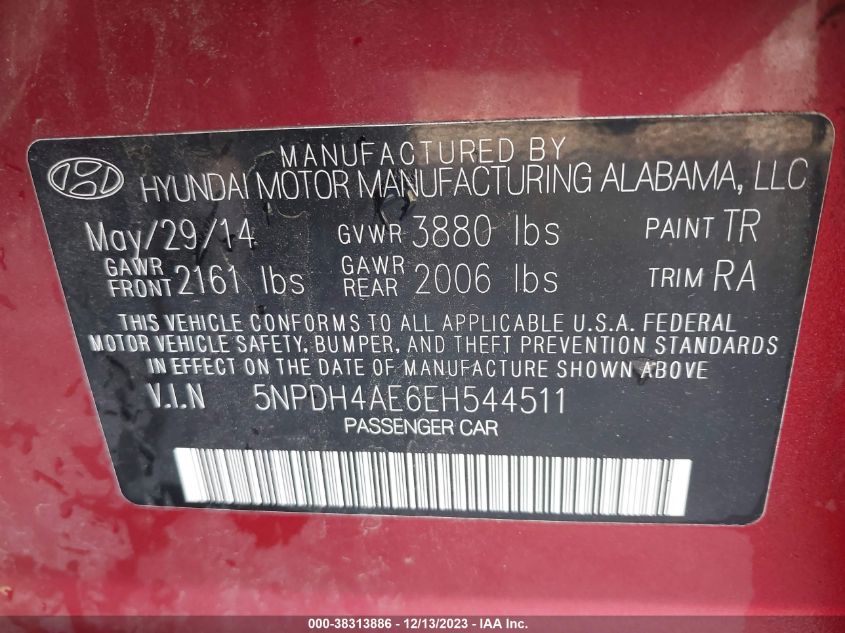 MANUFACTURED BY
HYUNDAI MOTOR MANUFACTURING ALABAMA, LLC
May/29/14 GVWR 3880 lbs PAINT TR
GAWR FRONT 2161 lbs GAWR REAR 2006 lbs TRIM RA
THIS VEHICLE CONFORMS TO ALL APPLICABLE U.S.A. FEDERAL
MOTOR VEHICLE SAFETY, BUMPER, AND THEFT PREVENTION STANDARDS
IN EFFECT ON THE DATE OF MANUFACTURE SHOWN ABOVE.
V.I.N 5NPDH4AE6EH544511
PASSENGER CAR
000-38313886 - 12/13/2023 - IAA Inc.